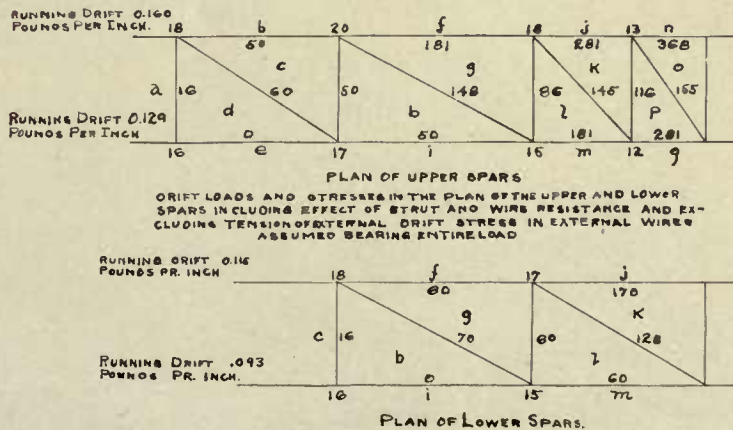 RUNNING DRIFT 0.160
POUNDS PER INCH.
18 b 20 f 18 j 13 n
60 181 281 368
c g K O
a 16 60 50 148 86 145 116 155
d b l P
RUNNING DRIFT 0.129
POUNDS PER INCH
0 50 181 281
16 e 17 i 15 m 12 q
PLAN OF UPPER SPARS
DRIFT LOADS AND STRESSES IN THE PLAN OF THE UPPER AND LOWER
SPARS INCLUDING EFFECT OF STRUT AND WIRE RESISTANCE AND EX-
CLUDING TENSION OF EXTERNAL DRIFT STRESS IN EXTERNAL WIRES
ASSUMED BEARING ENTIRE LOAD
RUNNING DRIFT 0.116
POUNDS PR. INCH
18 f 17 j
60 170
g K
c 16 70 60 128
b l
RUNNING DRIFT .093
POUNDS PR. INCH.
0 60
16 i 15 m
PLAN OF LOWER SPARS.